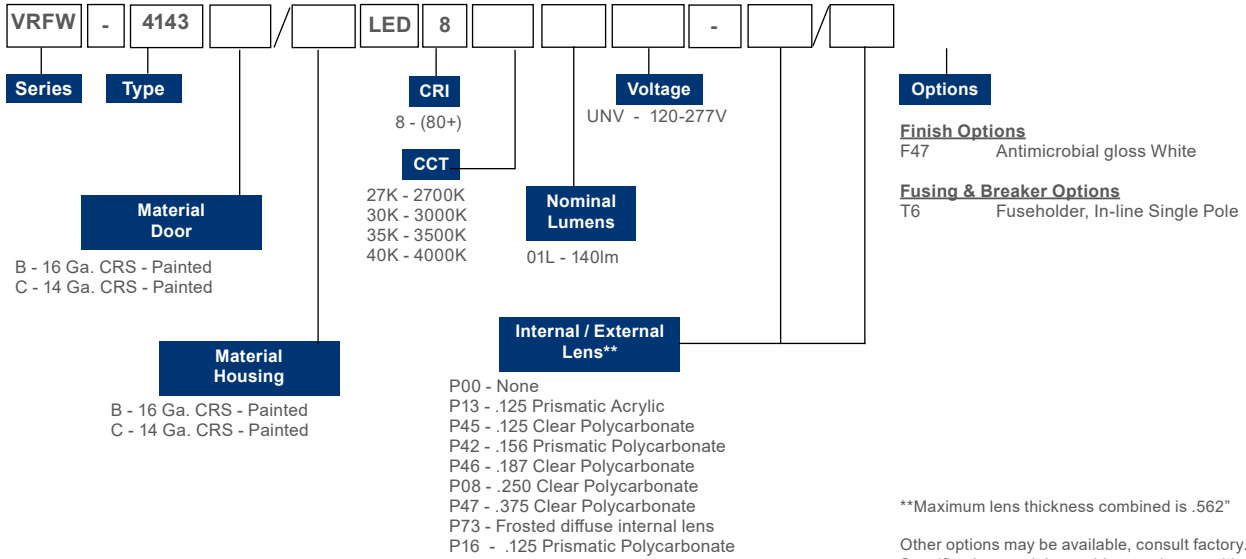 VRFW - 4143 / LED 8 - /
Series
Type
CRI
8 - (80+)
Voltage
UNV - 120-277V
Options
CCT
27K - 2700K
30K - 3000K
35K - 3500K
40K - 4000K
Nominal
Lumens
01L - 140lm
Finish Options
F47 Antimicrobial gloss White
Fusing & Breaker Options
T6 Fuseholder, In-line Single Pole
Material
Door
B - 16 Ga. CRS - Painted
C - 14 Ga. CRS - Painted
Material
Housing
B - 16 Ga. CRS - Painted
C - 14 Ga. CRS - Painted
Internal / External
Lens**
P00 - None
P13 - .125 Prismatic Acrylic
P45 - .125 Clear Polycarbonate
P42 - .156 Prismatic Polycarbonate
P46 - .187 Clear Polycarbonate
P08 - .250 Clear Polycarbonate
P47 - .375 Clear Polycarbonate
P73 - Frosted diffuse internal lens
P16 - .125 Prismatic Polycarbonate
**Maximum lens thickness combined is .562"
Other options may be available, consult factory.